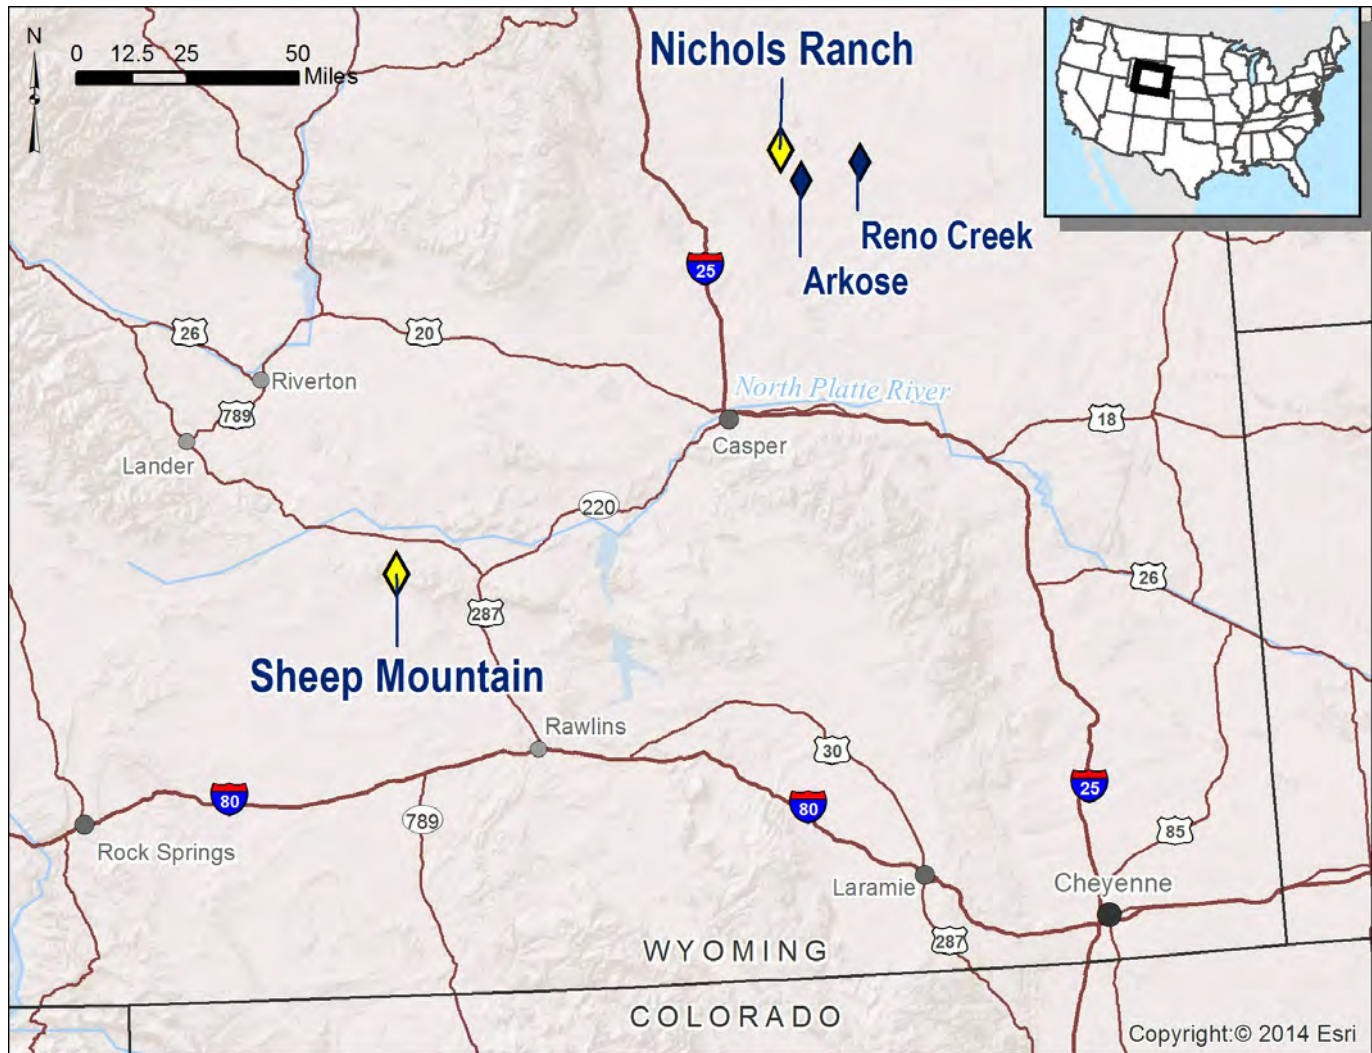 N
0 12.5 25 50
Miles
Nichols Ranch
Reno Creek
Arkose
25
26
20
Riverton
789
North Platte River
18
Lander
Casper
220
26
287
Sheep Mountain
Rawlins
30
80
80
25
789
85
Rock Springs
Laramie
Cheyenne
287
WYOMING
COLORADO
Copyright:© 2014 Esri